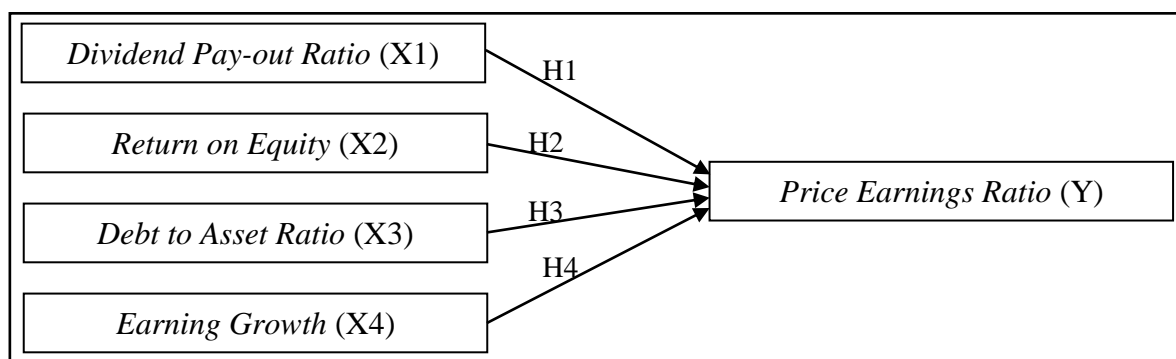 Dividend Pay-out Ratio (X1)
H1
Return on Equity (X2)
H2
Price Earnings Ratio (Y)
Debt to Asset Ratio (X3)
H3
H4
Earning Growth (X4)